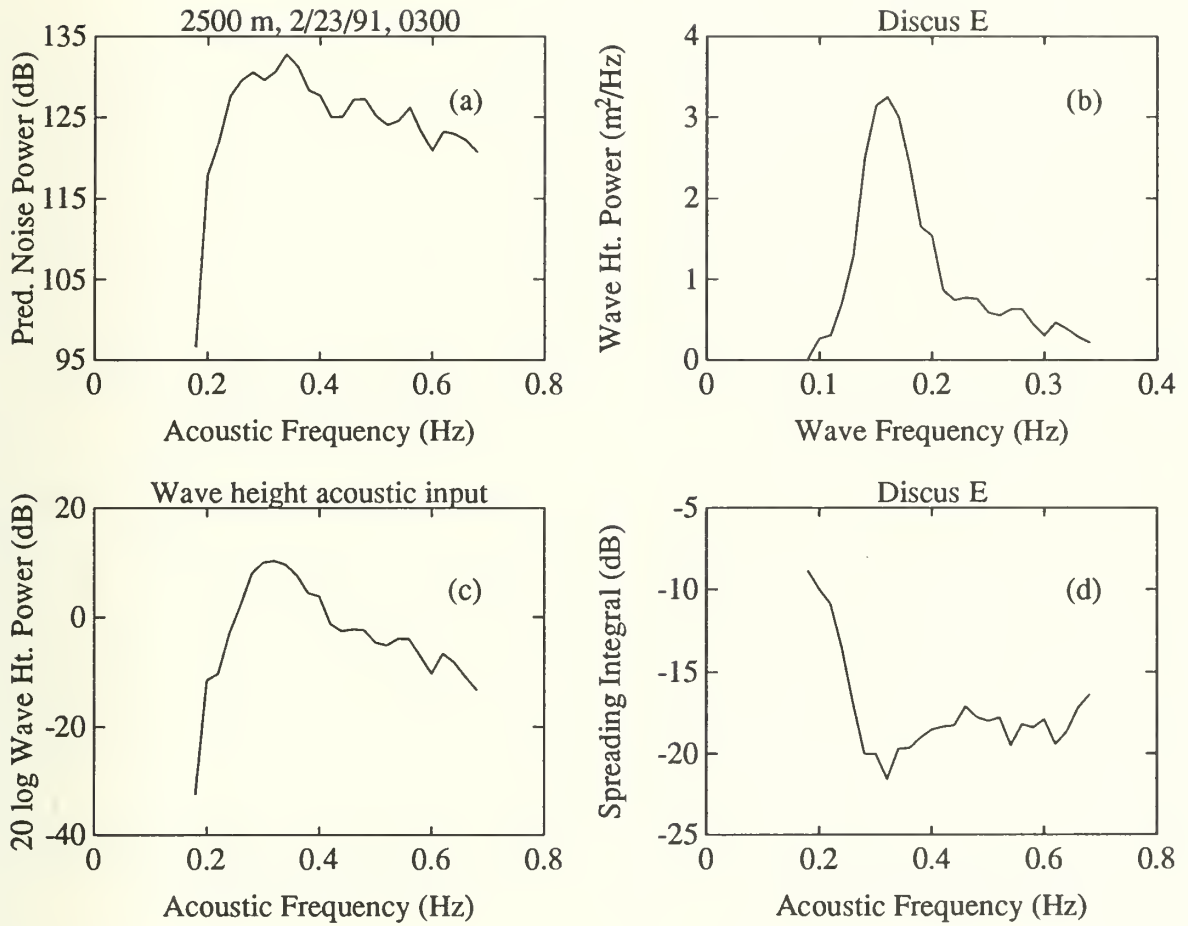 2500 m, 2/23/91, 0300
Pred. Noise Power (dB)
135
125
115
105
95
(a)
0
0.2
0.4
0.6
0.8
Acoustic Frequency (Hz)
Discus E
Wave Ht. Power (m²/Hz)
4
3
2
1
0
(b)
0
0.1
0.2
0.3
0.4
Wave Frequency (Hz)
Wave height acoustic input
20 log Wave Ht. Power (dB)
20
0
-20
-40
(c)
0
0.2
0.4
0.6
0.8
Acoustic Frequency (Hz)
Discus E
Spreading Integral (dB)
-5
-10
-15
-20
-25
(d)
0
0.2
0.4
0.6
0.8
Acoustic Frequency (Hz)